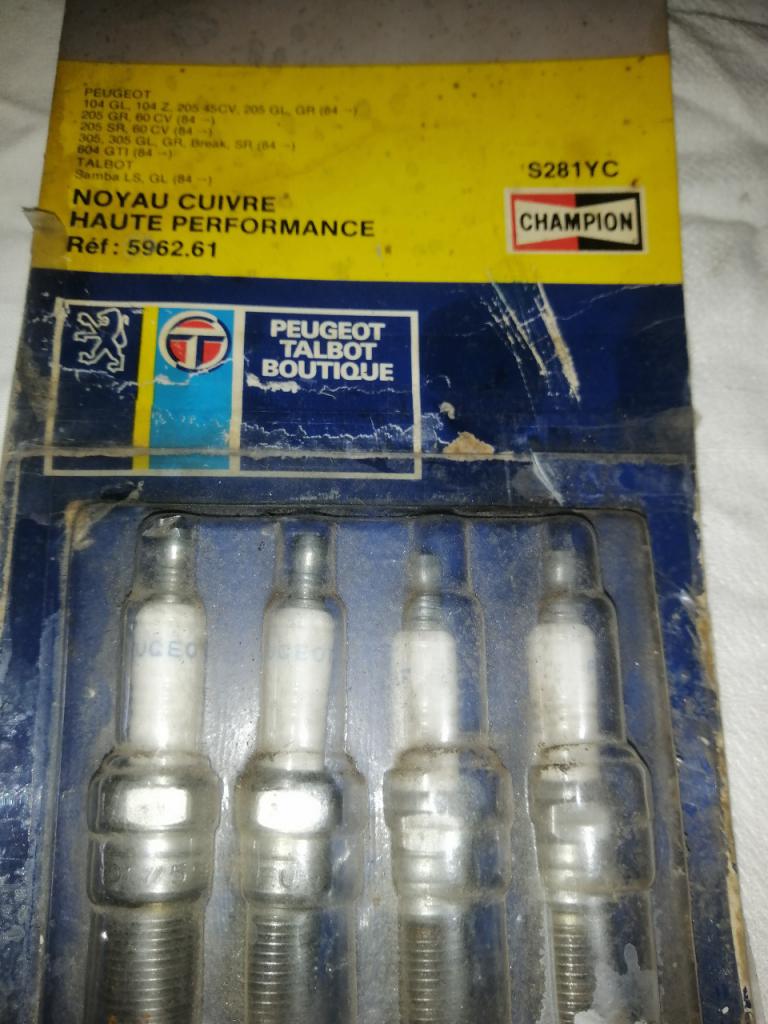 PEUGEOT
104 GL, 104 Z, 205 45CV, 205 GL, GR (84 →)
205 GR, 60 CV (84 →)
205 SR, 60 CV (84 →)
305, 305 GL, GR, Break, SR (84 →)
604 GTI (84 →)
TALBOT
Samba LS, GL (84 →)
NOYAU CUIVRE
HAUTE PERFORMANCE
Réf : 5962.61
S281YC
CHAMPION
T
PEUGEOT
TALBOT
BOUTIQUE
UGEO
UGEOT